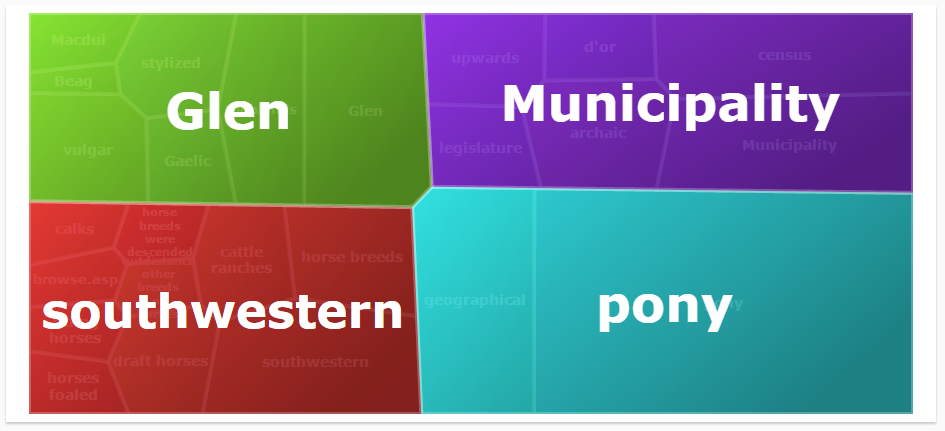 Macdui
stylized
Beag
Glen
Glen
vulgar
Gaelic
upwards
d'or
census
Municipality
archaic
legislature
Municipality
calks
horse
breeds
were
descended
other
breeds
cattle
ranches
horse breeds
browse.asp
southwestern
horses
draft horses
southwestern
horses
foaled
geographical
pony